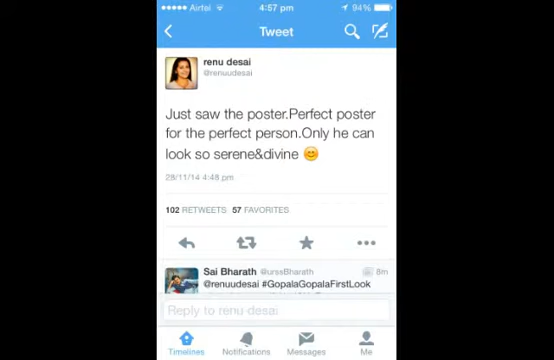 Airtel 4:57 pm 94%
Tweet
renu desai
@renuudesai
Just saw the poster.Perfect poster
for the perfect person.Only he can
look so serene&divine 😊
28/11/14 4:48 pm
102 RETWEETS 57 FAVORITES
Sai Bharath @urssBharath 8m
@renuudesai #GopalaGopalaFirstLook
Reply to renu desai
Timelines Notifications Messages Me